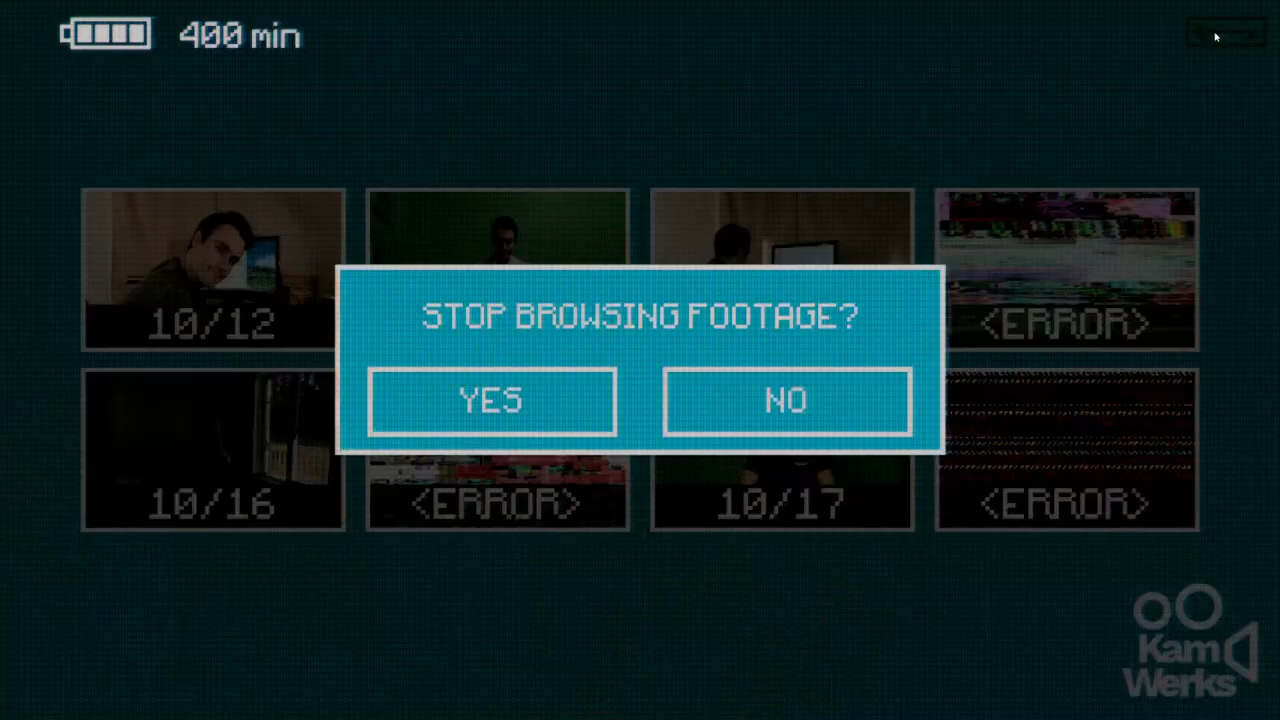 400 min
10/12
<ERROR>
STOP BROWSING FOOTAGE?
YES
NO
10/16
<ERROR>
10/17
<ERROR>
Kam
Werks